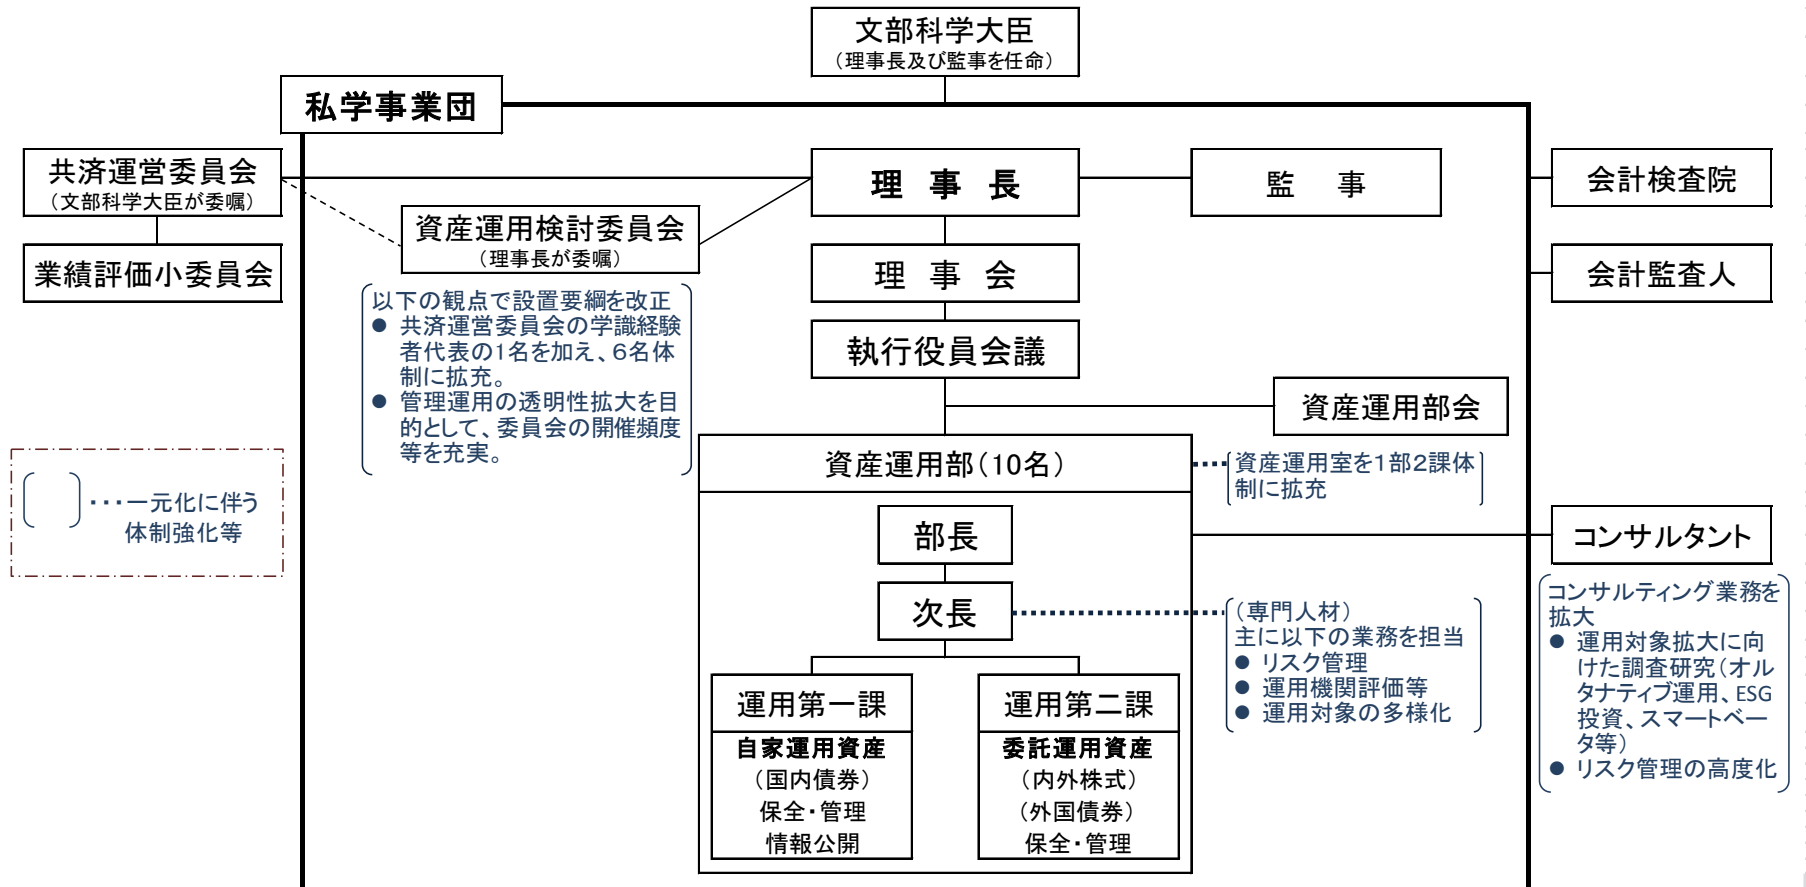 文部科学大臣
（理事長及び監事を任命）
私学事業団
共済運営委員会
（文部科学大臣が委嘱）
業績評価小委員会
資産運用検討委員会
（理事長が委嘱）
以下の観点で設置要綱を改正
● 共済運営委員会の学識経験
者代表の1名を加え、６名体
制に拡充。
● 管理運用の透明性拡大を目
的として、委員会の開催頻度
等を充実。
理 事 長
監 事
理 事 会
執行役員会議
会計検査院
会計監査人
資産運用部会
資産運用部（10名）
資産運用室を１部２課体
制に拡充
・・・一元化に伴う
体制強化等
部長
次長
（専門人材）
主に以下の業務を担当
● リスク管理
● 運用機関評価等
● 運用対象の多様化
コンサルタント
コンサルティング業務を
拡大
● 運用対象拡大に向
けた調査研究（オル
タナティブ運用、ESG
投資、スマートベー
タ等）
● リスク管理の高度化
運用第一課
自家運用資産
（国内債券）
保全・管理
情報公開
運用第二課
委託運用資産
（内外株式）
（外国債券）
保全・管理